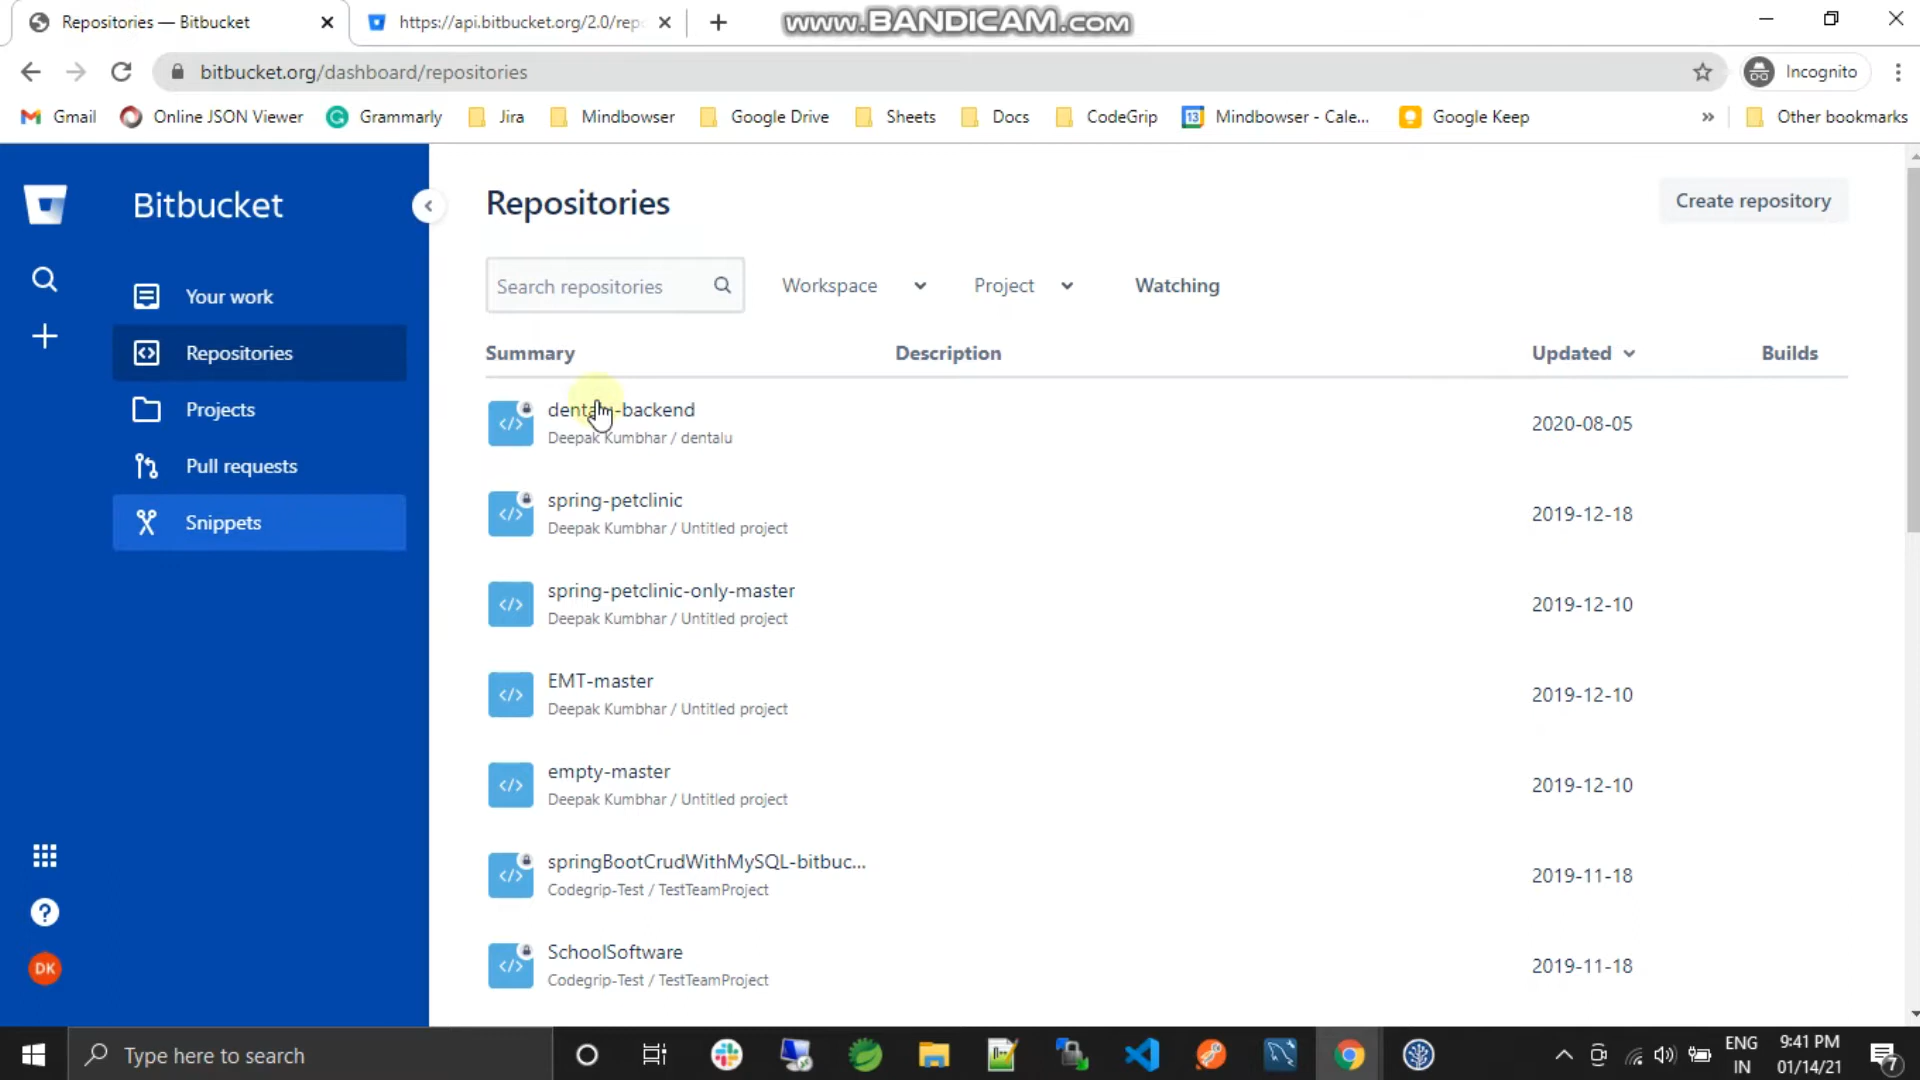 Repositories — Bitbucket
https://api.bitbucket.org/2.0/rep
www.BANDICAM.com
bitbucket.org/dashboard/repositories
Incognito
Gmail
Online JSON Viewer
Grammarly
Jira
Mindbowser
Google Drive
Sheets
Docs
CodeGrip
Mindbowser - Cale...
Google Keep
»
Other bookmarks
Bitbucket
Your work
Repositories
Projects
Pull requests
Snippets
DK
Repositories
Create repository
Search repositories
Workspace
Project
Watching
Summary
Description
Updated
Builds
-backend
Deepak Kumbhar / dentalu
2020-08-05
spring-petclinic
Deepak Kumbhar / Untitled project
2019-12-18
spring-petclinic-only-master
Deepak Kumbhar / Untitled project
2019-12-10
EMT-master
Deepak Kumbhar / Untitled project
2019-12-10
empty-master
Deepak Kumbhar / Untitled project
2019-12-10
springBootCrudWithMySQL-bitbuc...
Codegrip-Test / TestTeamProject
2019-11-18
SchoolSoftware
Codegrip-Test / TestTeamProject
2019-11-18
Type here to search
ENG
IN
9:41 PM
01/14/21
7